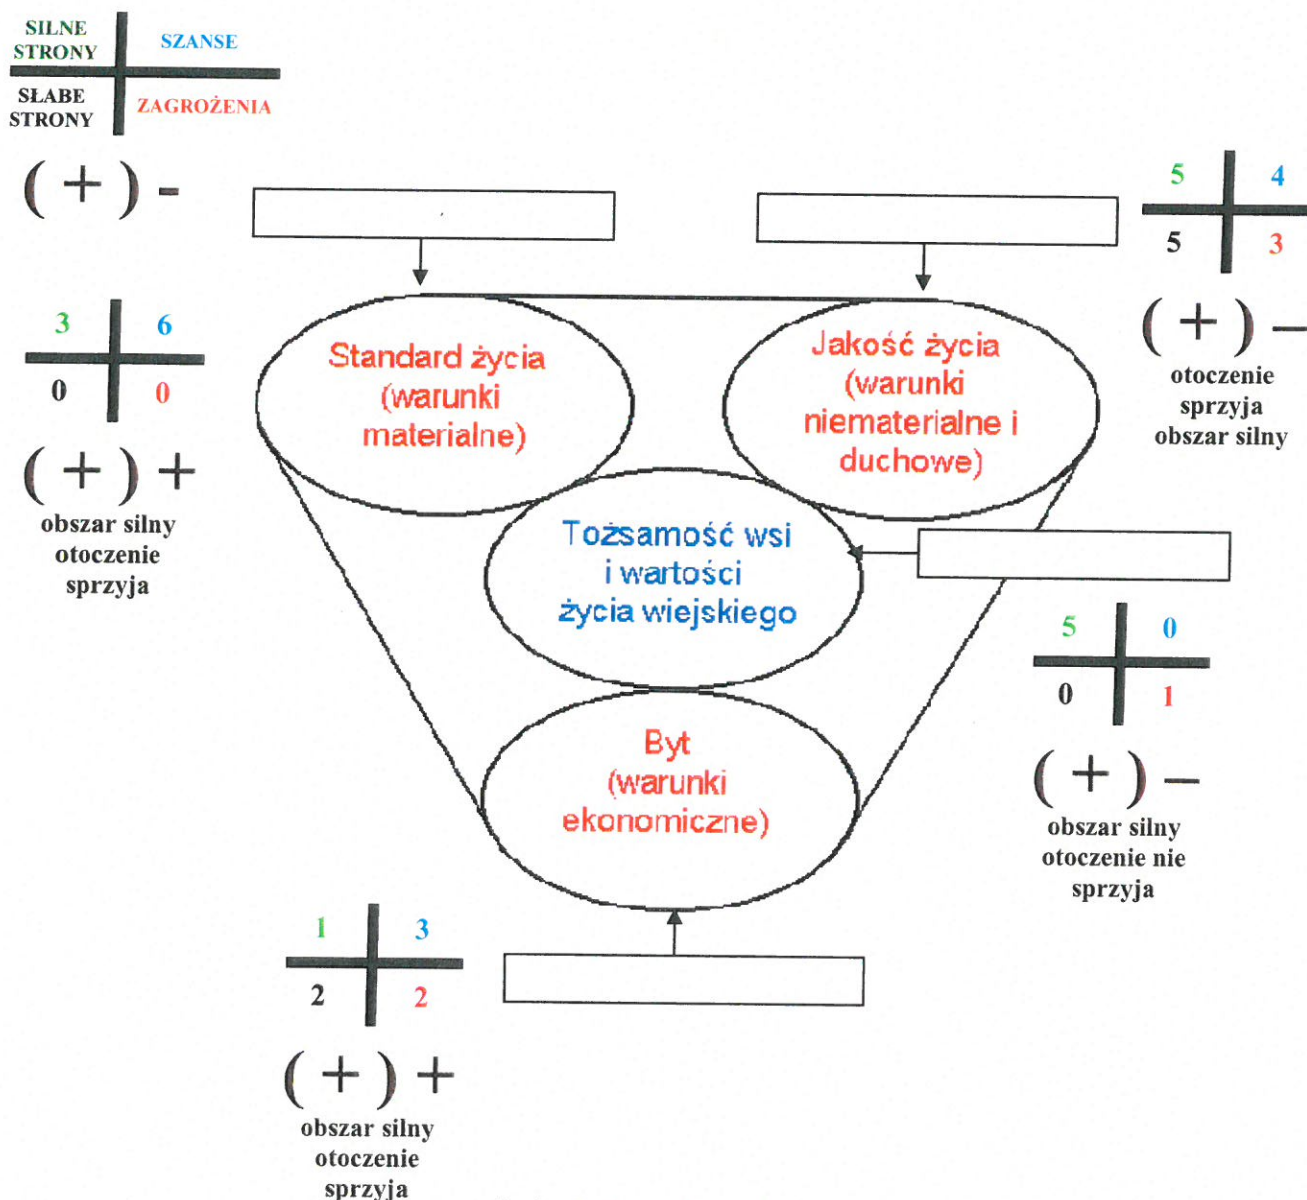 SILNE
STRONY
SZANSE
SŁABE
STRONY
ZAGROŻENIA
( + ) -
3 6
0 0
( + ) +
obszar silny
otoczenie
sprzyja
Standard życia
(warunki
materialne)
Jakość życia
(warunki
niematerialne i
duchowe)
5 4
5 3
( + ) –
otoczenie
sprzyja
obszar silny
Tożsamość wsi
i wartości
życia wiejskiego
5 0
0 1
( + ) –
obszar silny
otoczenie nie
sprzyja
Byt
(warunki
ekonomiczne)
1 3
2 2
( + ) +
obszar silny
otoczenie
sprzyja